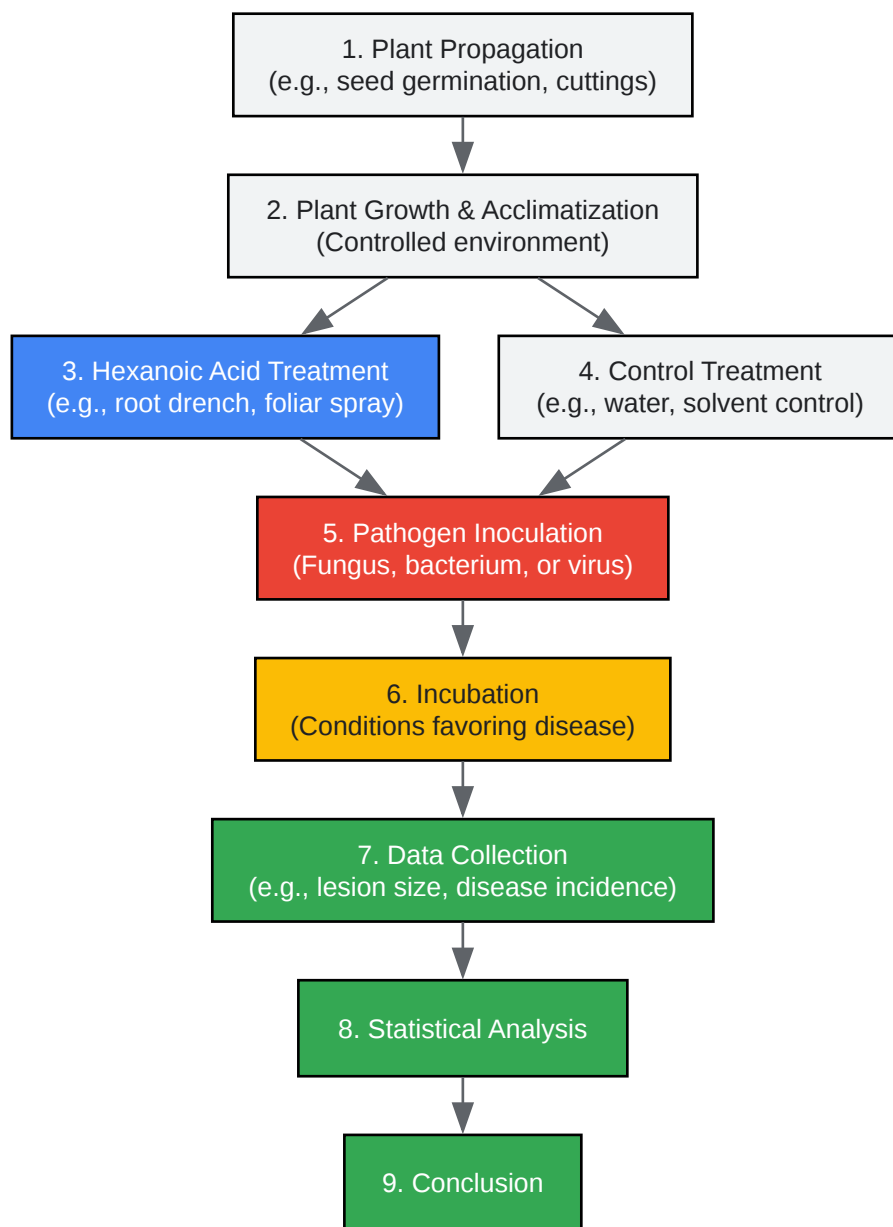 1. Plant Propagation
(e.g., seed germination, cuttings)
2. Plant Growth & Acclimatization
(Controlled environment)
3. Hexanoic Acid Treatment
(e.g., root drench, foliar spray)
4. Control Treatment
(e.g., water, solvent control)
5. Pathogen Inoculation
(Fungus, bacterium, or virus)
6. Incubation
(Conditions favoring disease)
7. Data Collection
(e.g., lesion size, disease incidence)
8. Statistical Analysis
9. Conclusion